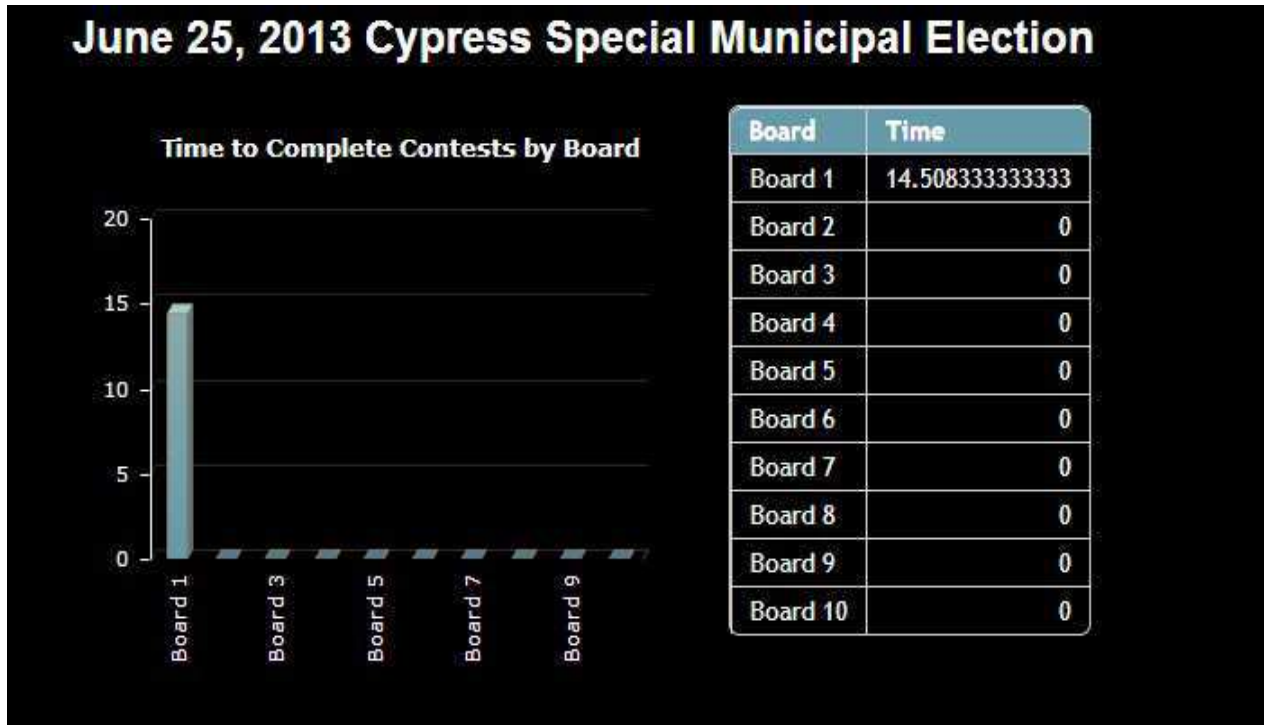 June 25, 2013 Cypress Special Municipal Election
Time to Complete Contests by Board
20
15
10
5
0
Board 1
Board 3
Board 5
Board 7
Board 9
Board Time
Board 1 14.508333333333
Board 2 0
Board 3 0
Board 4 0
Board 5 0
Board 6 0
Board 7 0
Board 8 0
Board 9 0
Board 10 0